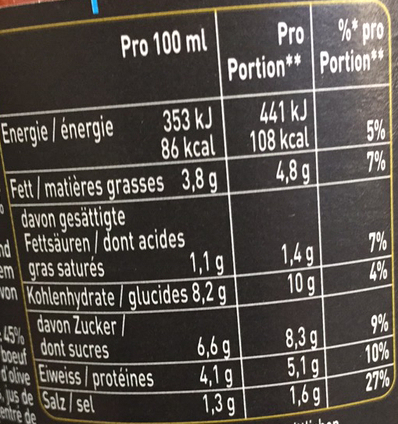 Pro 100 ml Pro Portion** %* pro Portion**
Energie / énergie 353 kJ 441 kJ
86 kcal 108 kcal 5%
Fett / matières grasses 3,8 g 4,8 g 7%
davon gesättigte
Fettsäuren / dont acides
gras saturés 1,1 g 1,4 g 7%
Kohlenhydrate / glucides 8,2 g 10 g 4%
davon Zucker /
dont sucres 6,6 g 8,3 g 9%
Eiweiss / protéines 4,1 g 5,1 g 10%
Salz / sel 1,3 g 1,6 g 27%
45%
boeuf
d'olive
jus de
entre de